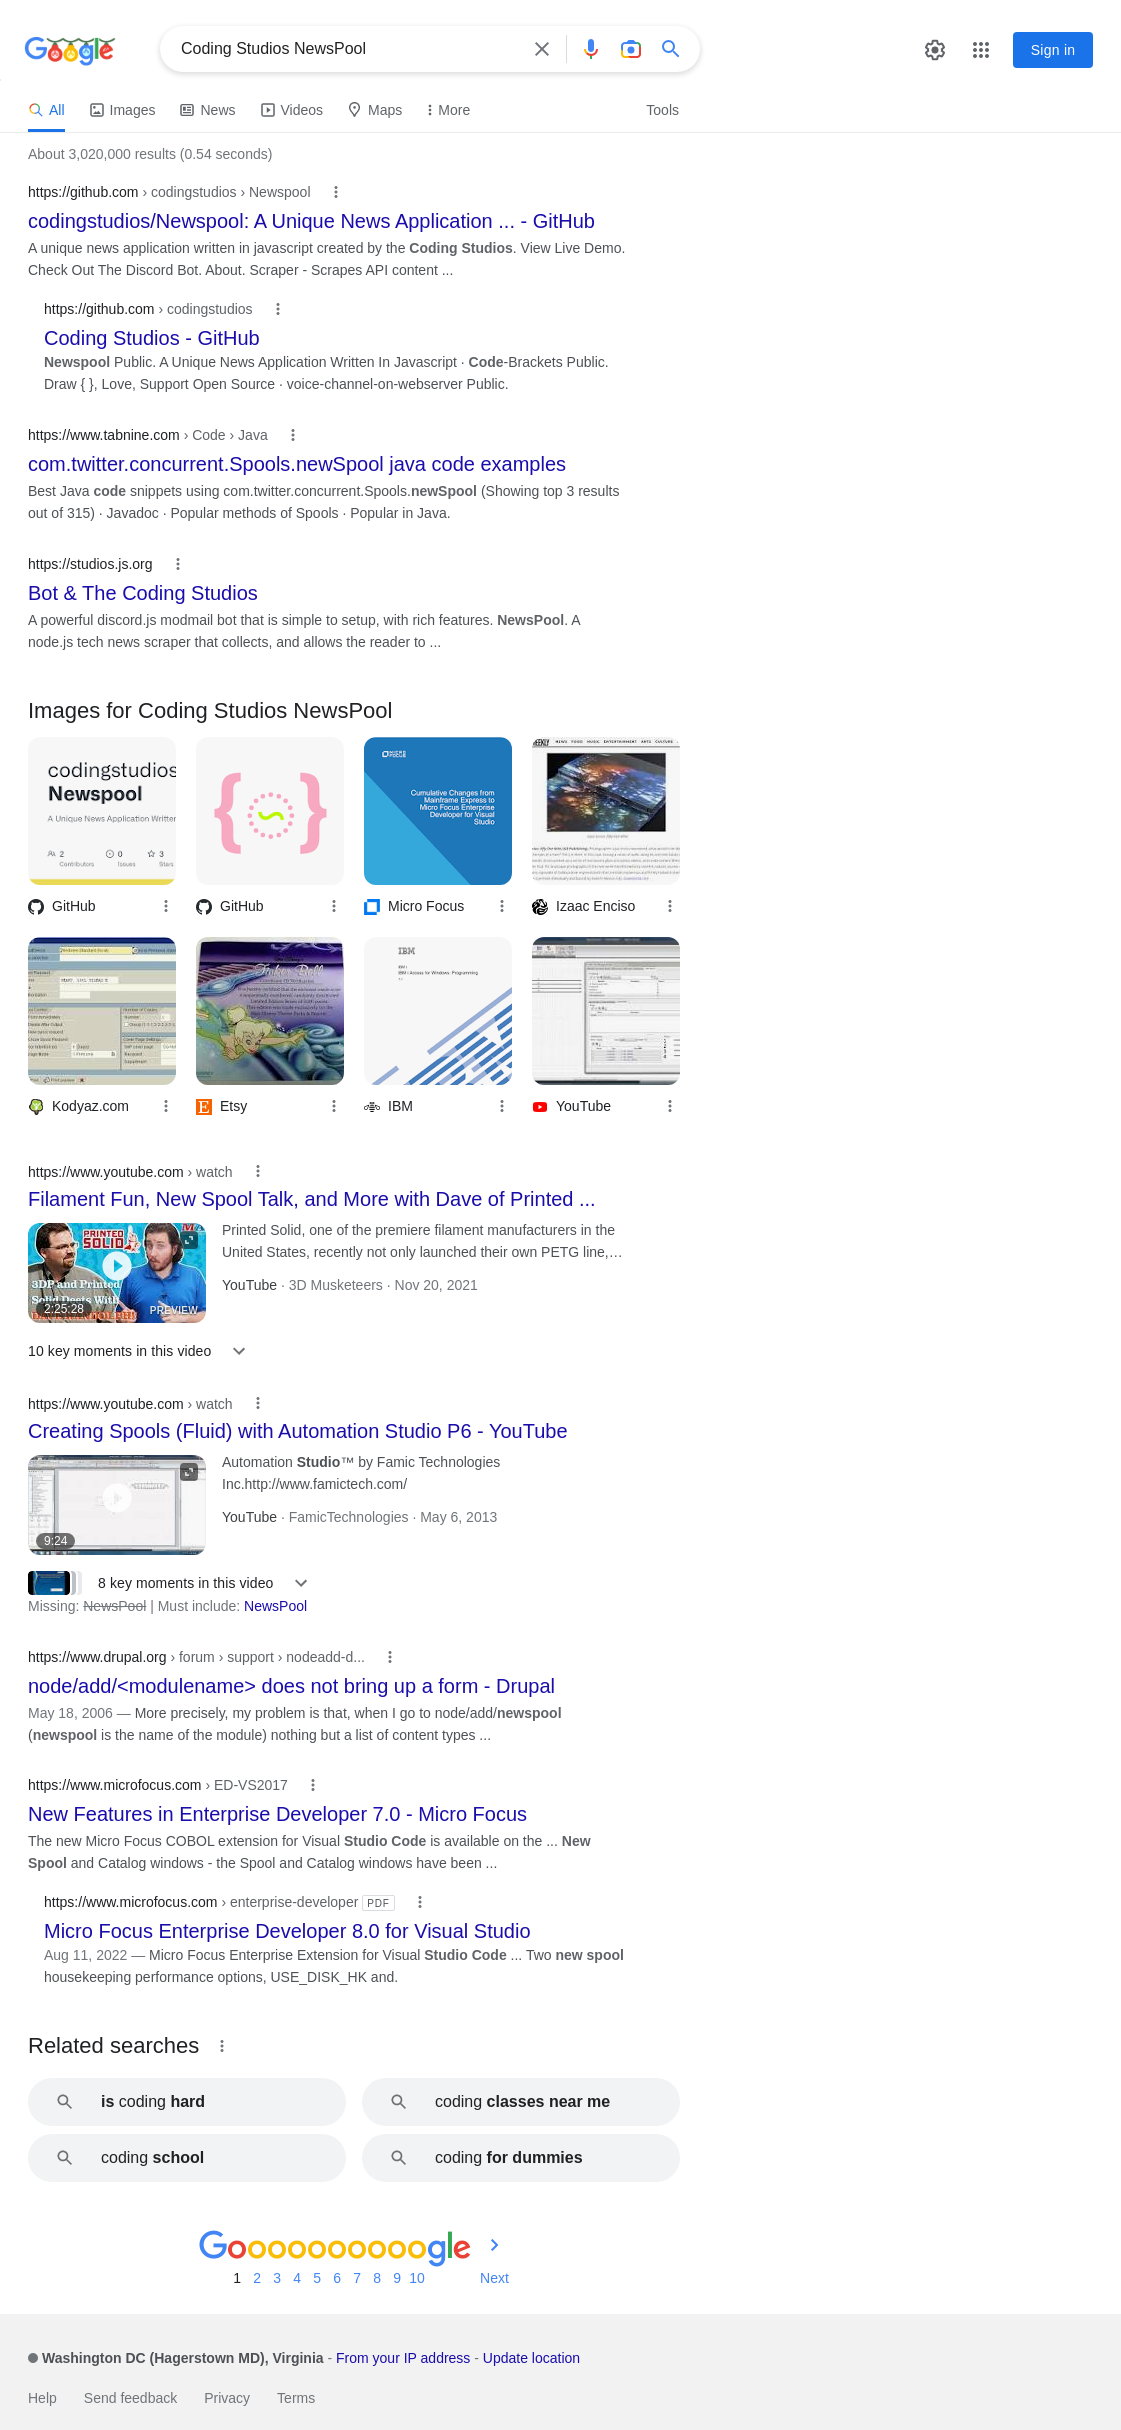 Google
Coding Studios NewsPool
Sign in
All
Images
News
Videos
Maps
More
Tools
About 3,020,000 results (0.54 seconds)
https://github.com › codingstudios › Newspool
codingstudios/Newspool: A Unique News Application ... - GitHub
A unique news application written in javascript created by the Coding Studios. View Live Demo.
Check Out The Discord Bot. About. Scraper - Scrapes API content ...
https://github.com › codingstudios
Coding Studios - GitHub
Newspool Public. A Unique News Application Written In Javascript · Code-Brackets Public.
Draw { }, Love, Support Open Source · voice-channel-on-webserver Public.
https://www.tabnine.com › Code › Java
com.twitter.concurrent.Spools.newSpool java code examples
Best Java code snippets using com.twitter.concurrent.Spools.newSpool (Showing top 3 results
out of 315) · Javadoc · Popular methods of Spools · Popular in Java.
https://studios.js.org
Bot & The Coding Studios
A powerful discord.js modmail bot that is simple to setup, with rich features. NewsPool. A
node.js tech news scraper that collects, and allows the reader to ...
Images for Coding Studios NewsPool
codingstudios
Newspool
A Unique News Application Written
2
Contributors
0
Issues
3
Stars
MICRO
FOCUS
Cumulative Changes from
Mainframe Express to
Micro Focus Enterprise
Developer for Visual
Studio
NEWS FOOD MUSIC ENTERTAINMENT ARTS CULTURE
GitHub
GitHub
Micro Focus
Izaac Enciso
Tinker Bell
IBM
IBM i
IBM i Access for Windows: Programming
Kodyaz.com
Etsy
IBM
YouTube
https://www.youtube.com › watch
Filament Fun, New Spool Talk, and More with Dave of Printed ...
PRINTED
SOLID
3DP and Printed
Solid Deets With
2:25:28
PREVIEW
Printed Solid, one of the premiere filament manufacturers in the
United States, recently not only launched their own PETG line,…
YouTube · 3D Musketeers · Nov 20, 2021
10 key moments in this video
https://www.youtube.com › watch
Creating Spools (Fluid) with Automation Studio P6 - YouTube
9:24
Automation Studio™ by Famic Technologies
Inc.http://www.famictech.com/
YouTube · FamicTechnologies · May 6, 2013
8 key moments in this video
Missing: NewsPool | Must include: NewsPool
https://www.drupal.org › forum › support › nodeadd-d...
node/add/<modulename> does not bring up a form - Drupal
May 18, 2006 — More precisely, my problem is that, when I go to node/add/newspool
(newspool is the name of the module) nothing but a list of content types ...
https://www.microfocus.com › ED-VS2017
New Features in Enterprise Developer 7.0 - Micro Focus
The new Micro Focus COBOL extension for Visual Studio Code is available on the ... New
Spool and Catalog windows - the Spool and Catalog windows have been ...
https://www.microfocus.com › enterprise-developer PDF
Micro Focus Enterprise Developer 8.0 for Visual Studio
Aug 11, 2022 — Micro Focus Enterprise Extension for Visual Studio Code ... Two new spool
housekeeping performance options, USE_DISK_HK and.
Related searches
is coding hard
coding classes near me
coding school
coding for dummies
Goooooooooogle
1 2 3 4 5 6 7 8 9 10 Next
Washington DC (Hagerstown MD), Virginia - From your IP address - Update location
Help Send feedback Privacy Terms